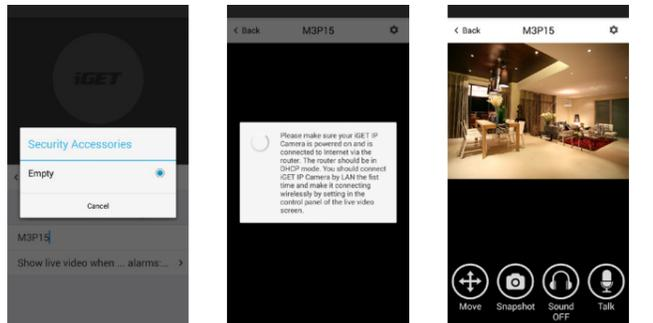 iGET
Security Accessories
Empty
Cancel
M3P15
Show live video when ... alarms:... >
< Back M3P15
Please make sure your iGET IP
Camera is powered on and is
connected to Internet via the
router. The router should be in
DHCP mode. You should connect
iGET IP Camera by LAN the fist
time and make it connecting
wirelessly by setting in the
control panel of the live video
screen.
< Back M3P15
Move Snapshot Sound Talk
OFF